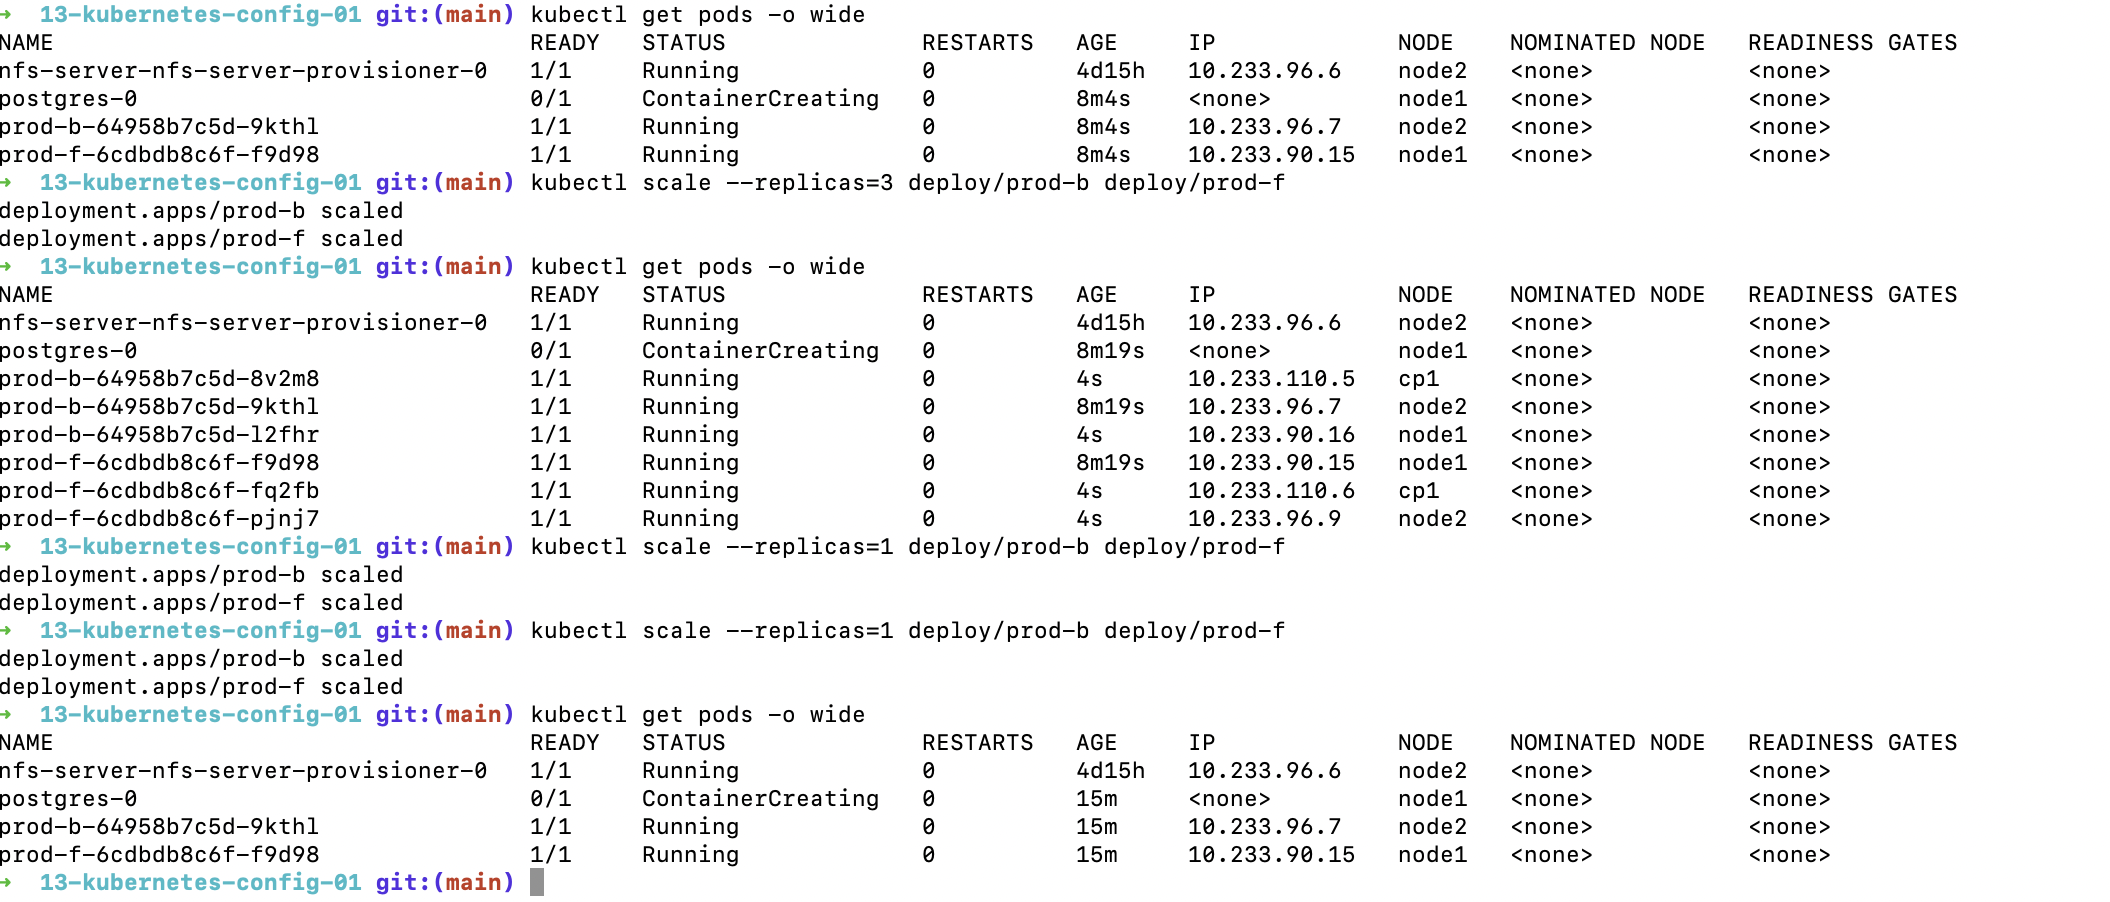 →  13-kubernetes-config-01 git:(main) kubectl get pods -o wide
NAME                                  READY   STATUS              RESTARTS   AGE     IP             NODE    NOMINATED NODE   READINESS GATES
nfs-server-nfs-server-provisioner-0   1/1     Running             0          4d15h   10.233.96.6    node2   <none>           <none>
postgres-0                            0/1     ContainerCreating   0          8m4s    <none>         node1   <none>           <none>
prod-b-64958b7c5d-9kthl               1/1     Running             0          8m4s    10.233.96.7    node2   <none>           <none>
prod-f-6cdbdb8c6f-f9d98               1/1     Running             0          8m4s    10.233.90.15   node1   <none>           <none>
→  13-kubernetes-config-01 git:(main) kubectl scale --replicas=3 deploy/prod-b deploy/prod-f
deployment.apps/prod-b scaled
deployment.apps/prod-f scaled
→  13-kubernetes-config-01 git:(main) kubectl get pods -o wide
NAME                                  READY   STATUS              RESTARTS   AGE     IP             NODE    NOMINATED NODE   READINESS GATES
nfs-server-nfs-server-provisioner-0   1/1     Running             0          4d15h   10.233.96.6    node2   <none>           <none>
postgres-0                            0/1     ContainerCreating   0          8m19s   <none>         node1   <none>           <none>
prod-b-64958b7c5d-8v2m8               1/1     Running             0          4s      10.233.110.5   cp1     <none>           <none>
prod-b-64958b7c5d-9kthl               1/1     Running             0          8m19s   10.233.96.7    node2   <none>           <none>
prod-b-64958b7c5d-l2fhr               1/1     Running             0          4s      10.233.90.16   node1   <none>           <none>
prod-f-6cdbdb8c6f-f9d98               1/1     Running             0          8m19s   10.233.90.15   node1   <none>           <none>
prod-f-6cdbdb8c6f-fq2fb               1/1     Running             0          4s      10.233.110.6   cp1     <none>           <none>
prod-f-6cdbdb8c6f-pjnj7               1/1     Running             0          4s      10.233.96.9    node2   <none>           <none>
→  13-kubernetes-config-01 git:(main) kubectl scale --replicas=1 deploy/prod-b deploy/prod-f
deployment.apps/prod-b scaled
deployment.apps/prod-f scaled
→  13-kubernetes-config-01 git:(main) kubectl scale --replicas=1 deploy/prod-b deploy/prod-f
deployment.apps/prod-b scaled
deployment.apps/prod-f scaled
→  13-kubernetes-config-01 git:(main) kubectl get pods -o wide
NAME                                  READY   STATUS              RESTARTS   AGE     IP             NODE    NOMINATED NODE   READINESS GATES
nfs-server-nfs-server-provisioner-0   1/1     Running             0          4d15h   10.233.96.6    node2   <none>           <none>
postgres-0                            0/1     ContainerCreating   0          15m     <none>         node1   <none>           <none>
prod-b-64958b7c5d-9kthl               1/1     Running             0          15m     10.233.96.7    node2   <none>           <none>
prod-f-6cdbdb8c6f-f9d98               1/1     Running             0          15m     10.233.90.15   node1   <none>           <none>
→  13-kubernetes-config-01 git:(main)